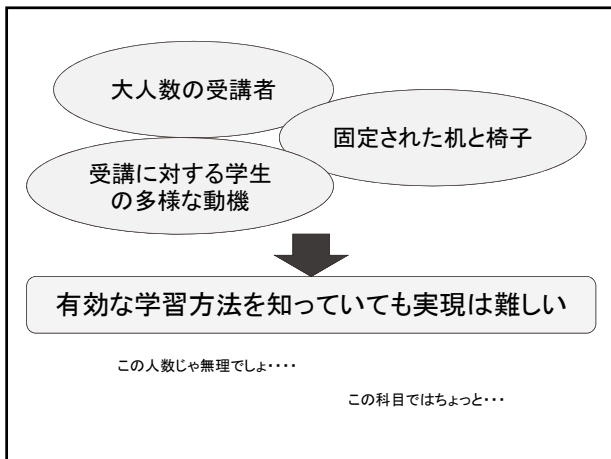 大人数の受講者
固定された机と椅子
受講に対する学生
の多様な動機
有効な学習方法を知っていても実現は難しい
この人数じゃ無理でしょ････
この科目ではちょっと･･･